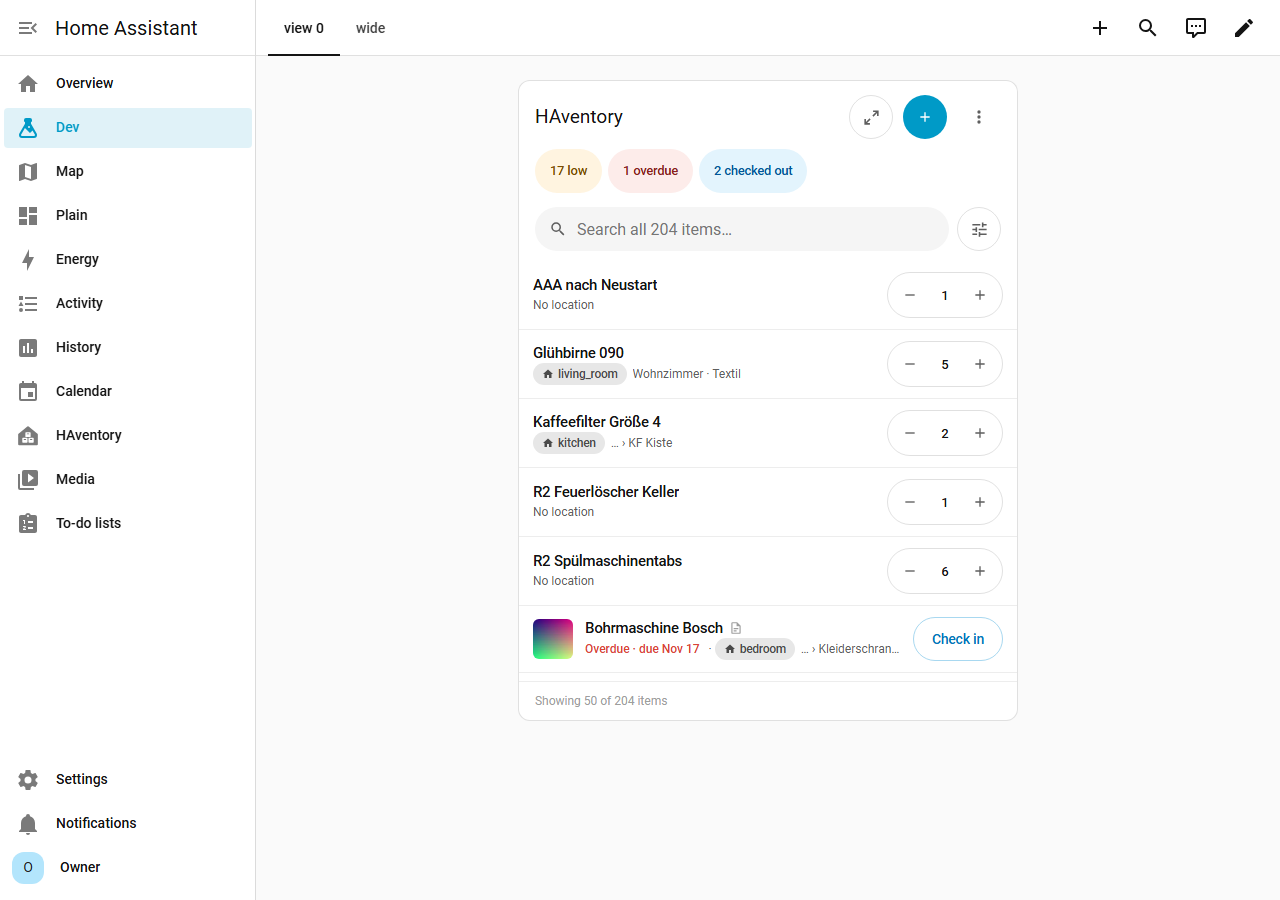 Home Assistant
view 0
wide
Overview
Dev
Map
Plain
Energy
Activity
History
Calendar
HAventory
Media
To-do lists
Settings
Notifications
O
Owner
HAventory
17 low
1 overdue
2 checked out
Search all 204 items…
AAA nach Neustart
No location
1
Glühbirne 090
living_room Wohnzimmer · Textil
5
Kaffeefilter Größe 4
kitchen … › KF Kiste
2
R2 Feuerlöscher Keller
No location
1
R2 Spülmaschinentabs
No location
6
Bohrmaschine Bosch
Overdue · due Nov 17 · bedroom … › Kleiderschran…
Check in
Showing 50 of 204 items